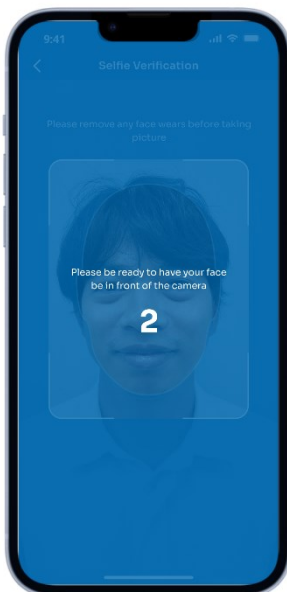 9:41
Selfie Verification
Please remove any face wears before taking
picture
Please be ready to have your face
be in front of the camera
2